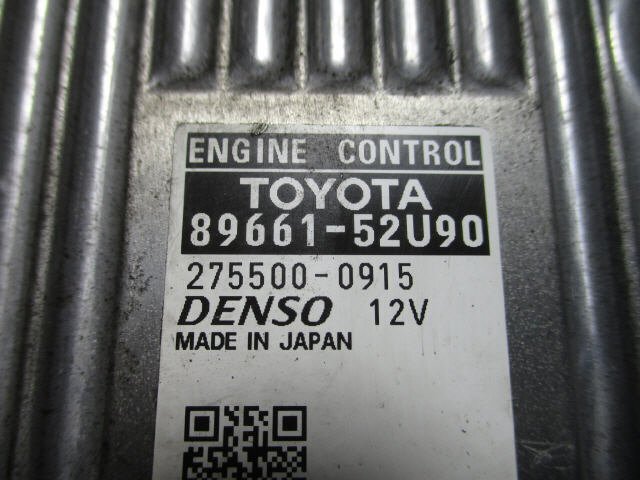 ENGINE CONTROL
TOYOTA
89661-52U90
275500-0915
DENSO 12V
MADE IN JAPAN